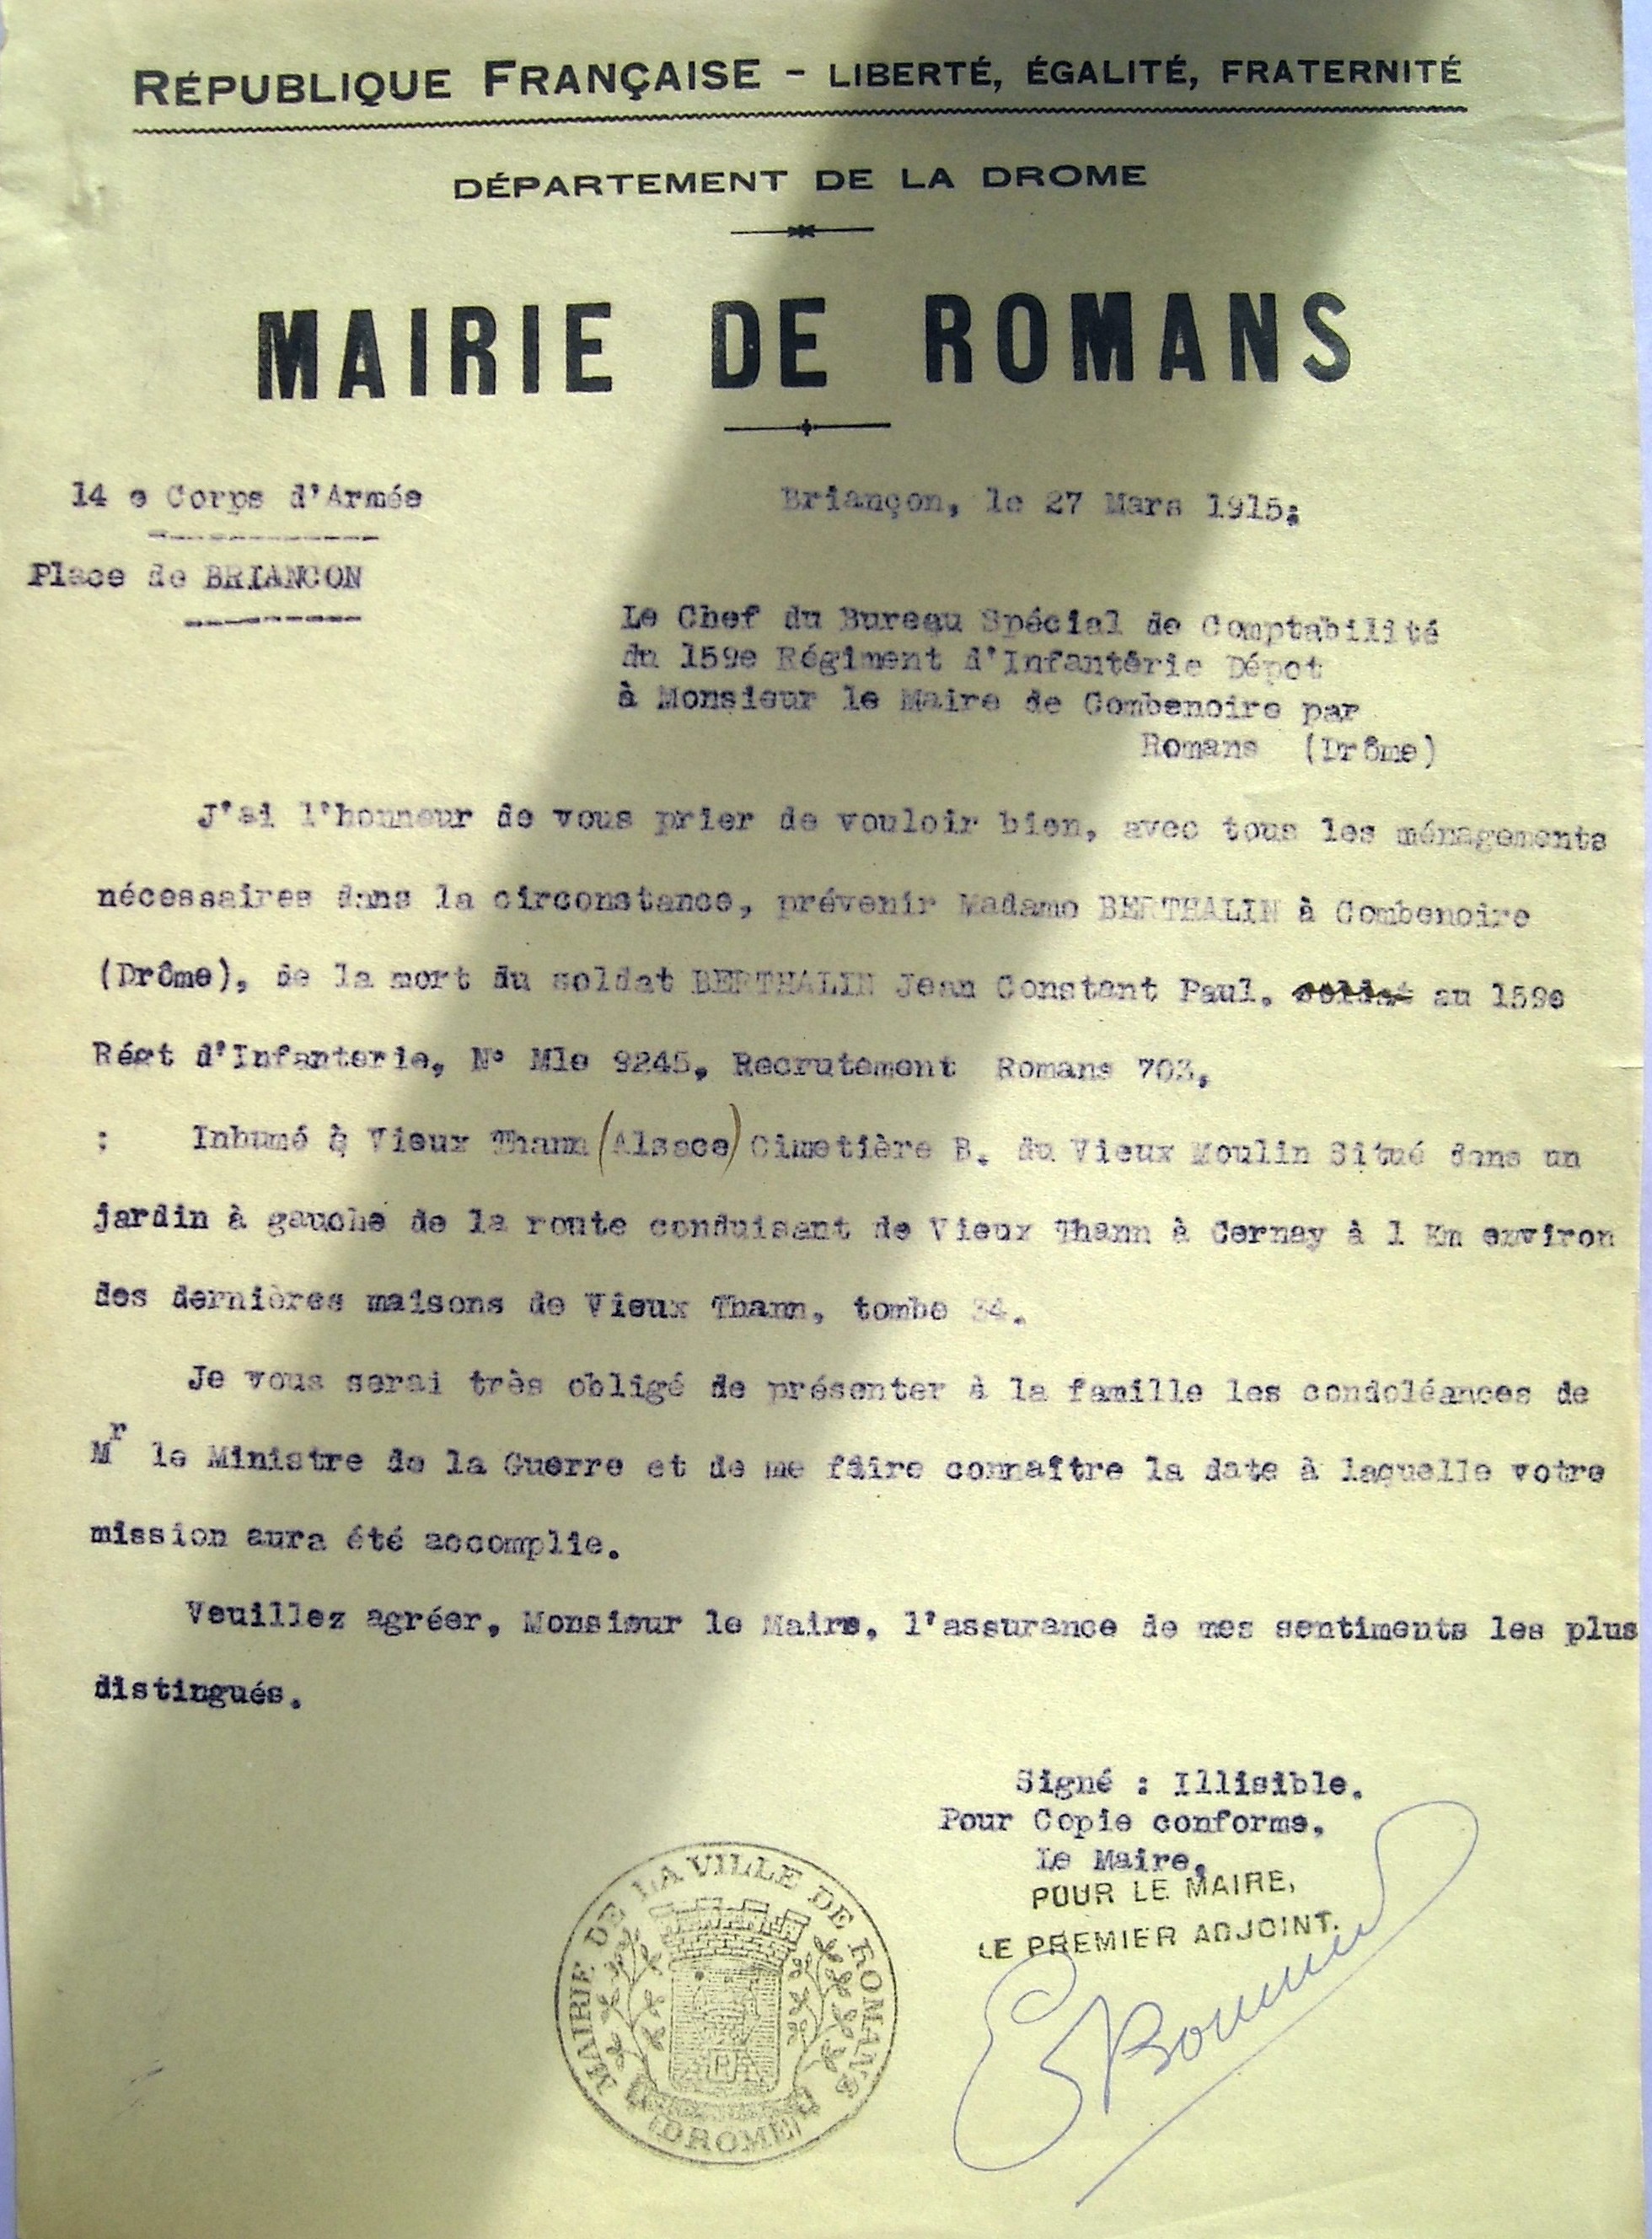 RÉPUBLIQUE FRANÇAISE - LIBERTÉ, ÉGALITÉ, FRATERNITÉ
DÉPARTEMENT DE LA DROME
MAIRIE DE ROMANS
14 e Corps d'Armée
Briançon, le 27 Mars 1915;
Place de BRIANCON
Le Chef du Bureau Spécial de Comptabilité
du 159e Régiment d'Infantêrie Dépot
à Monsieur le Maire de Combenoire par
Romans (Drôme)
J'ai l'honneur de vous prier de vouloir bien, avec tous les ménagements
nécessaires dans la circonstance, prévenir Madame BERTHALIN à Combenoire
(Drôme), de la mort du soldat BERTHALIN Jean Constant Paul. soldat au 159e
Régt d'Infanterie, N° Mle 9245, Recrutement Romans 703,
: Inhumé à Vieux Thann (Alsace) Cimetière B. du Vieux Moulin Situé dans un
jardin à gauche de la route conduisant de Vieux Thann à Cernay à 1 Km environ
des dernières maisons de Vieux Thann, tombe 34.
Je vous serai très obligé de présenter à la famille les condoléances de
Mr le Ministre de la Guerre et de me faire connaître la date à laquelle votre
mission aura été accomplie.
Veuillez agréer, Monsieur le Maire, l'assurance de mes sentiments les plus
distingués.
Signé : Illisible.
Pour Copie conforme,
Le Maire,
POUR LE MAIRE,
LE PREMIER ADJOINT.
MAIRIE DE LA VILLE DE ROMANS
(DROME)